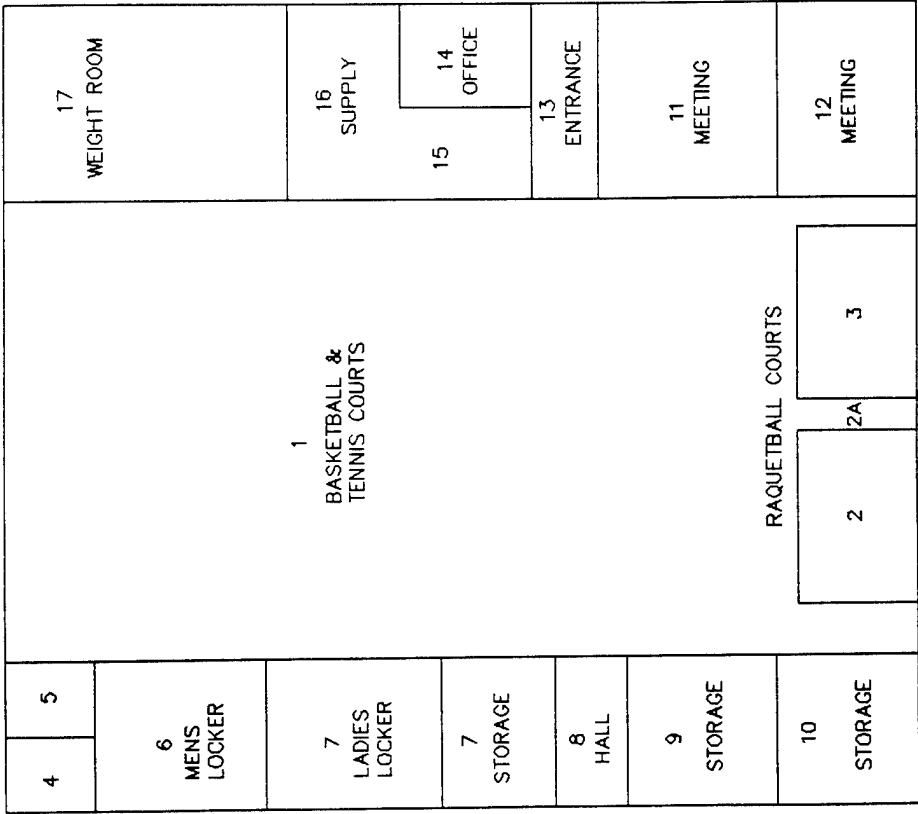 17
WEIGHT ROOM
16
SUPPLY
14
OFFICE
15
13
ENTRANCE
11
MEETING
12
MEETING
1
BASKETBALL &
TENNIS COURTS
RAQUETBALL COURTS
3
2A
2
5
4
6
MENS
LOCKER
7
LADIES
LOCKER
7
STORAGE
8
HALL
9
STORAGE
10
STORAGE